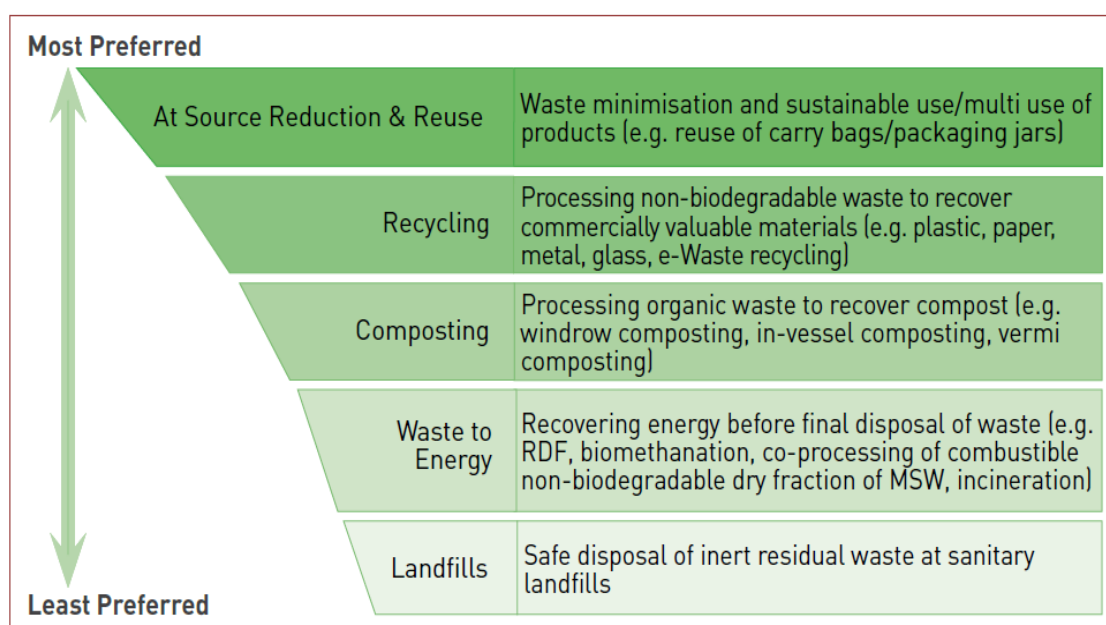 Most Preferred
At Source Reduction & Reuse
Waste minimisation and sustainable use/multi use of
products (e.g. reuse of carry bags/packaging jars)
Recycling
Processing non-biodegradable waste to recover
commercially valuable materials (e.g. plastic, paper,
metal, glass, e-Waste recycling)
Composting
Processing organic waste to recover compost (e.g.
windrow composting, in-vessel composting, vermi
composting)
Waste to
Energy
Recovering energy before final disposal of waste (e.g.
RDF, biomethanation, co-processing of combustible
non-biodegradable dry fraction of MSW, incineration)
Landfills
Safe disposal of inert residual waste at sanitary
landfills
Least Preferred